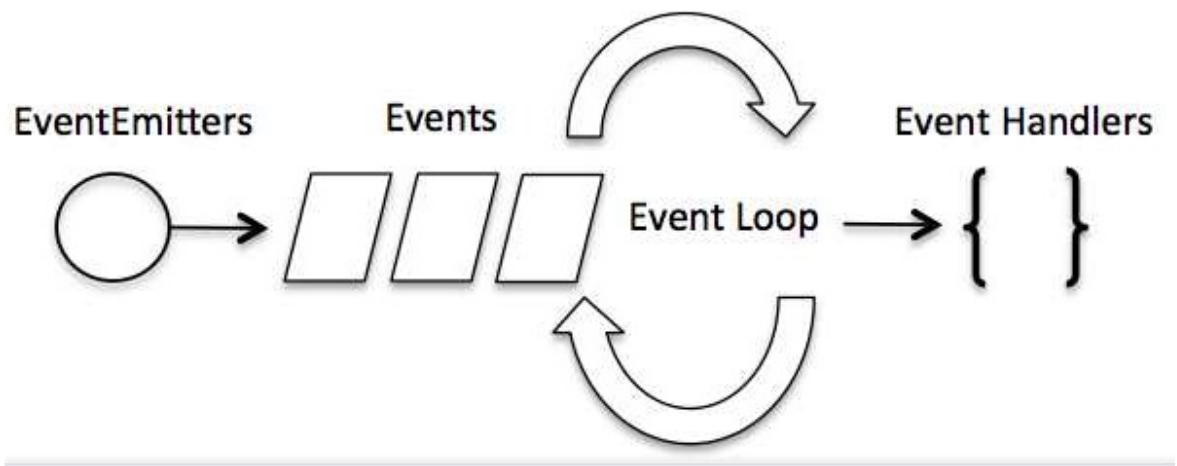 EventEmitters
Events
Event Handlers
Event Loop
{ }